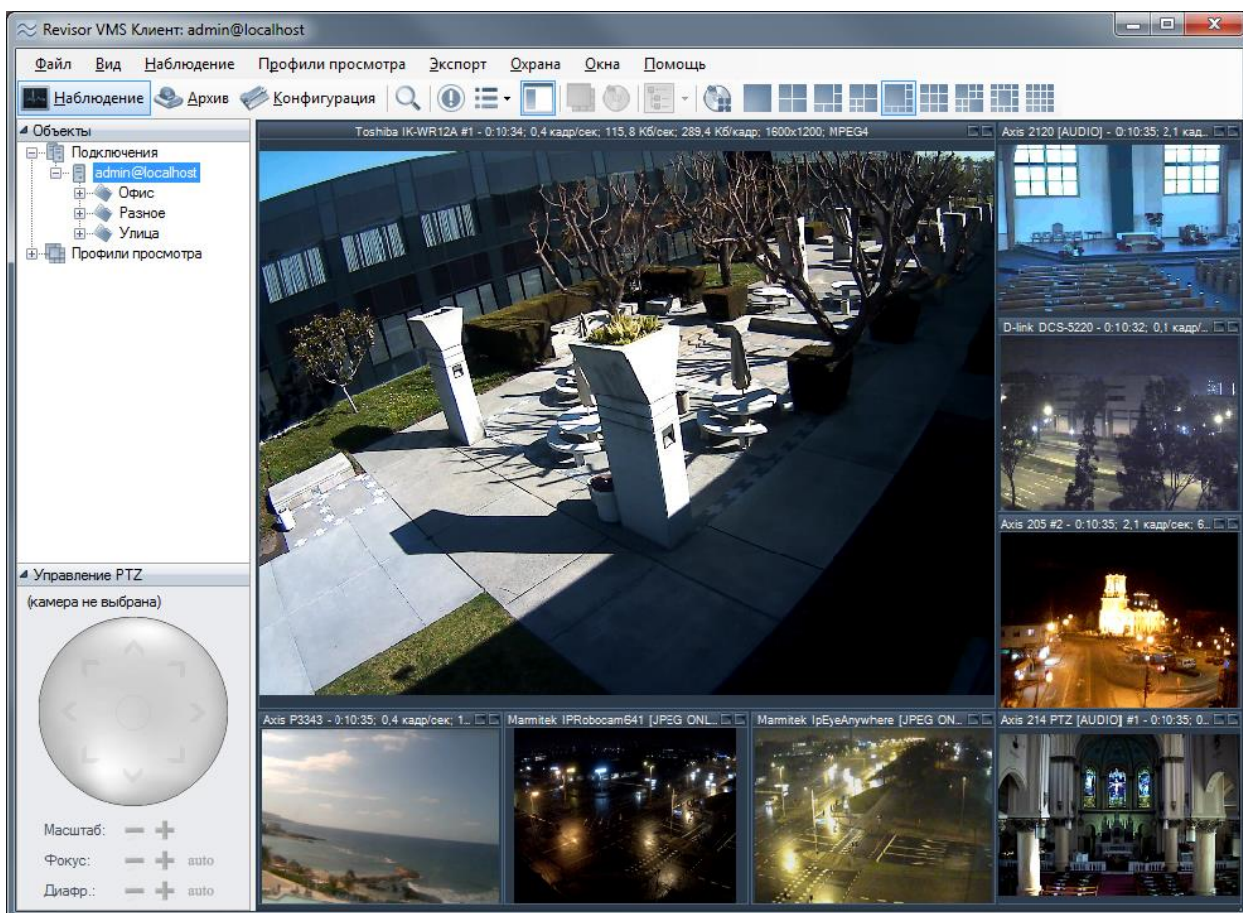 Revisor VMS Клиент: admin@localhost
Файл Вид Наблюдение Профили просмотра Экспорт Охрана Окна Помощь
Наблюдение Архив Конфигурация
Объекты
Подключения
admin@localhost
Офис
Разное
Улица
Профили просмотра
Toshiba IK-WR12A #1 - 0:10:34; 0,4 кадр/сек; 115,8 Кб/сек; 289,4 Кб/кадр; 1600x1200; MPEG4
Axis 2120 [AUDIO] - 0:10:35; 2,1 кад...
D-link DCS-5220 - 0:10:32; 0,1 кадр/...
Axis 205 #2 - 0:10:35; 2,1 кадр/сек; 6...
Управление PTZ
(камера не выбрана)
Масштаб:
Фокус: auto
Диафр.: auto
Axis P3343 - 0:10:35; 0,4 кадр/сек; 1...
Marmitek IPRobocam641 [JPEG ONL...
Marmitek IpEyeAnywhere [JPEG ON...
Axis 214 PTZ [AUDIO] #1 - 0:10:35; 0...